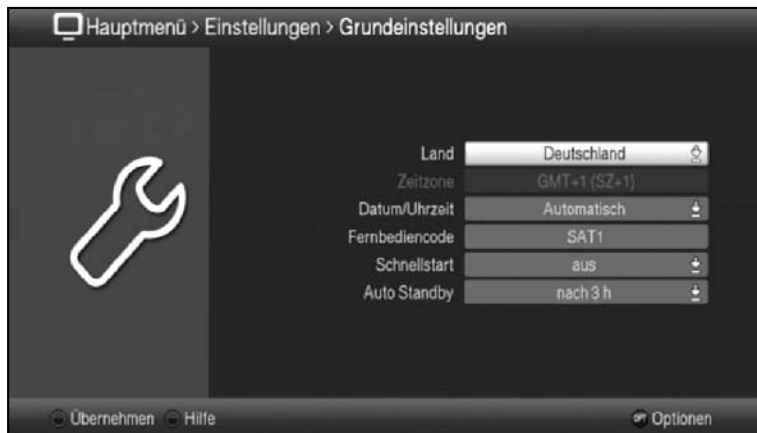 Hauptmenü > Einstellungen > Grundeinstellungen
Land Deutschland
Zeitzone GMT+1 (SZ+1)
Datum/Uhrzeit Automatisch
Fernbediencode SAT1
Schnellstart aus
Auto Standby nach 3 h
Übernehmen Hilfe OPT Optionen